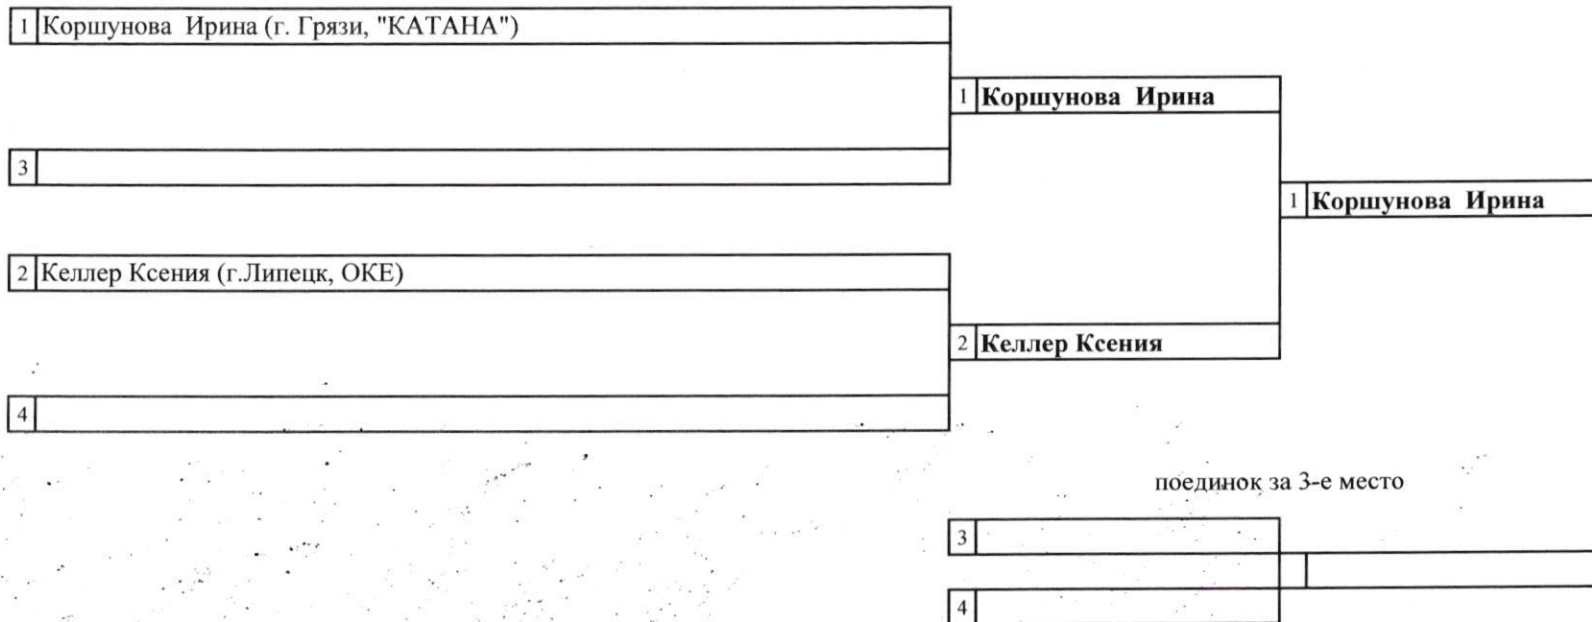 1 Коршунова Ирина (г. Грязи, "КАТАНА")
1 Коршунова Ирина
3
1 Коршунова Ирина
2 Келлер Ксения (г.Липецк, ОКЕ)
2 Келлер Ксения
4
поединок за 3-е место
3
4